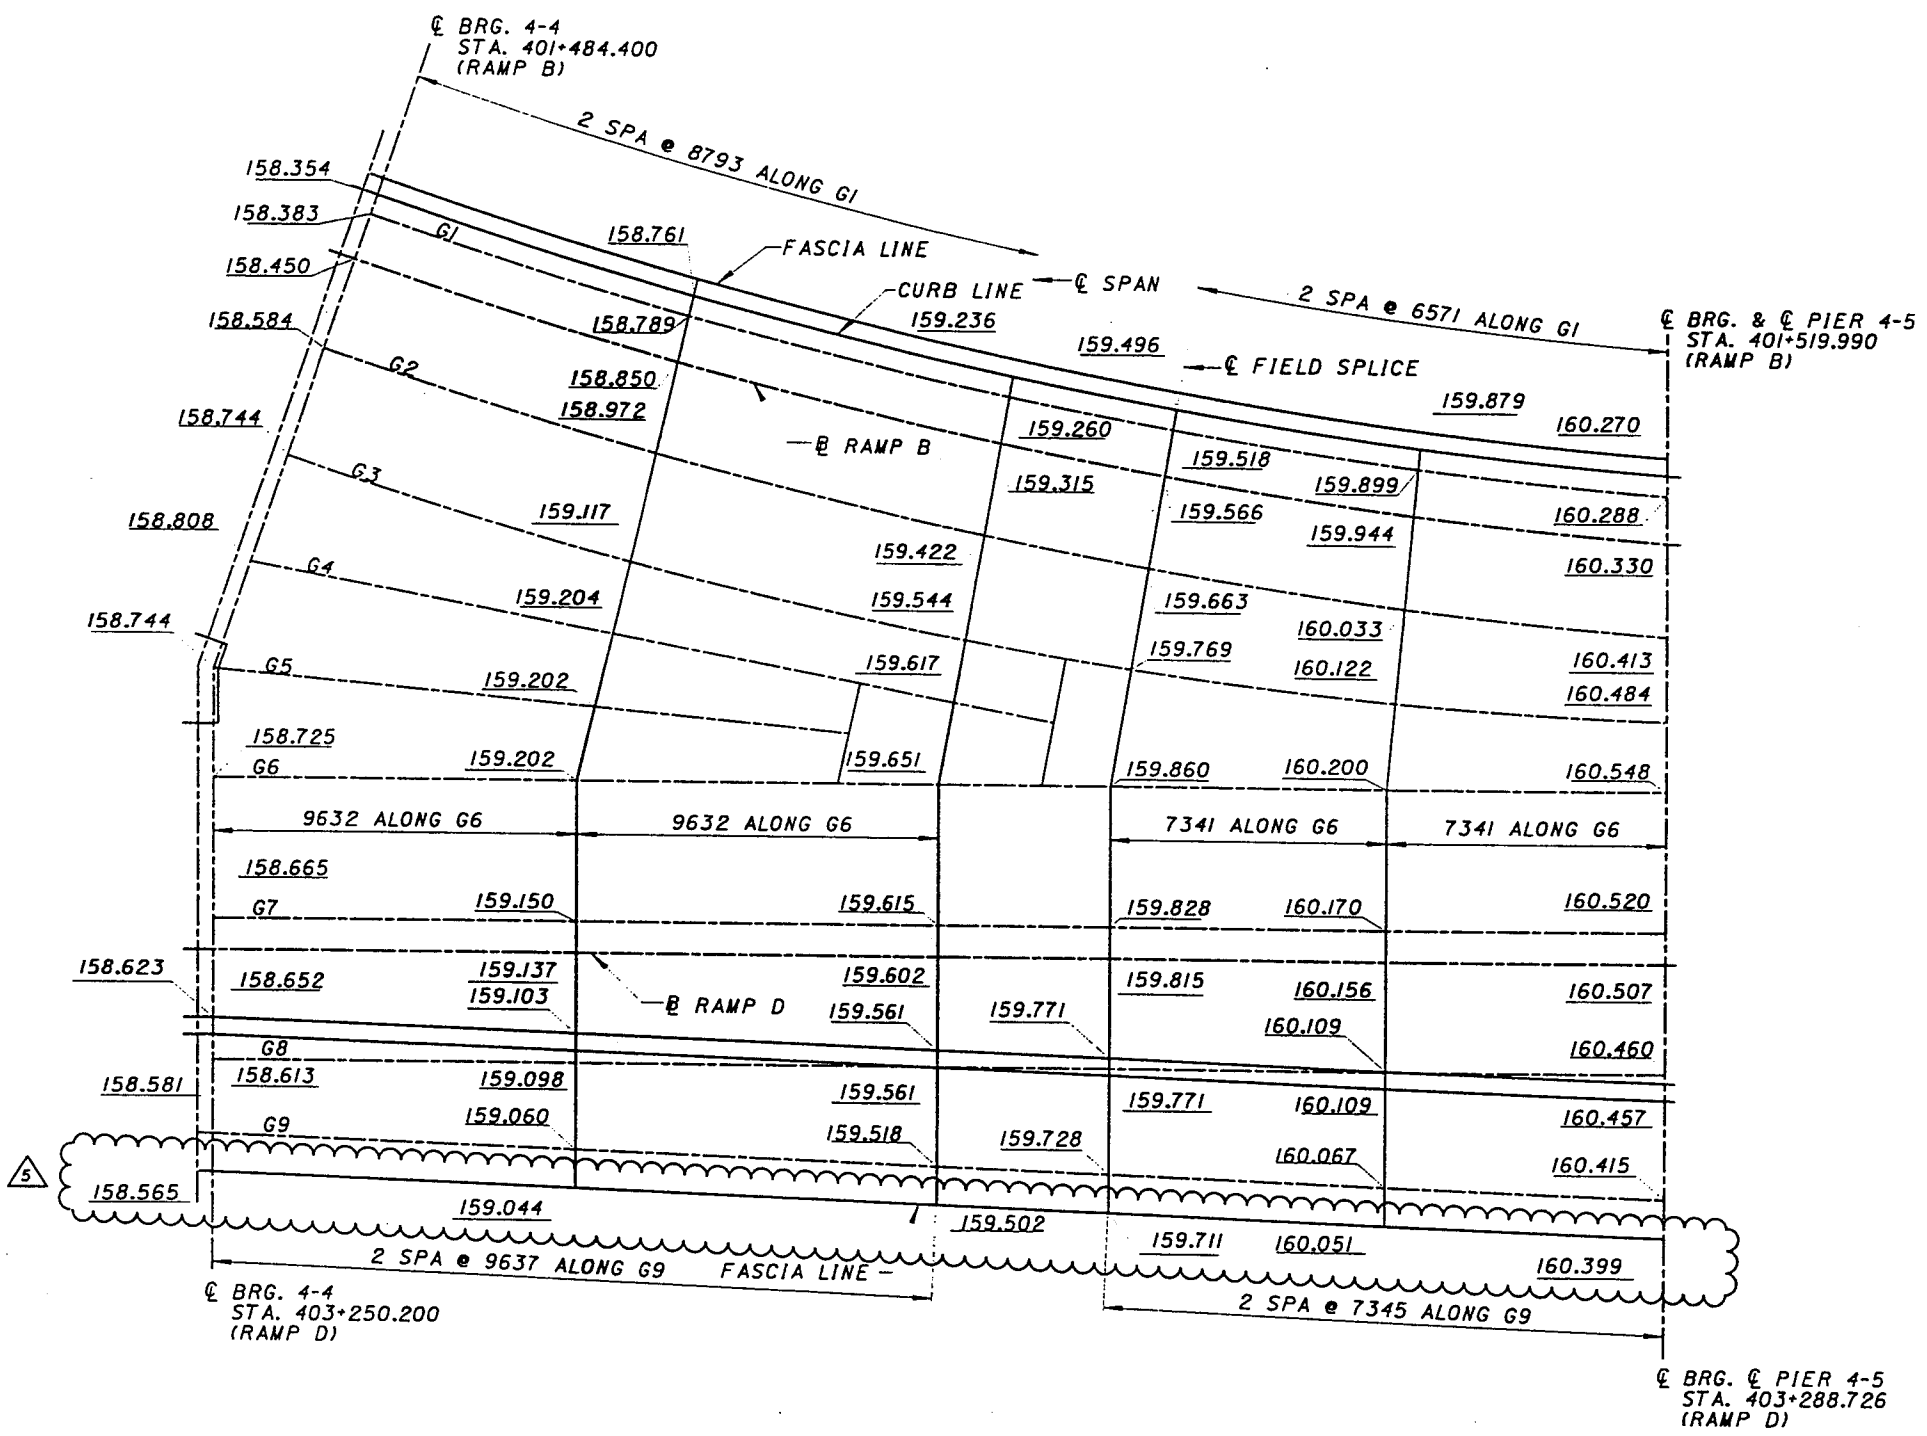 ℄ BRG. 4-4
STA. 401+484.400
(RAMP B)
2 SPA @ 8793 ALONG G1
158.354
158.383
G1
158.761
FASCIA LINE
158.450
℄ SPAN
CURB LINE
2 SPA @ 6571 ALONG G1
℄ BRG. & ℄ PIER 4-5
STA. 401+519.990
(RAMP B)
158.584
158.789
159.236
159.496
℄ FIELD SPLICE
G2
158.850
158.972
159.879
158.744
160.270
159.260
℄ RAMP B
159.518
G3
159.315
159.899
159.117
159.566
160.288
158.808
159.944
159.422
G4
160.330
159.204
159.544
159.663
158.744
160.033
159.769
G5
159.617
160.122
160.413
159.202
160.484
158.725
G6
159.202
159.651
159.860
160.200
160.548
9632 ALONG G6
9632 ALONG G6
7341 ALONG G6
7341 ALONG G6
158.665
G7
159.150
159.615
159.828
160.170
160.520
158.623
158.652
159.137
159.602
159.815
160.156
160.507
159.103
℄ RAMP D
159.561
159.771
160.109
G8
160.460
158.581
158.613
159.098
159.561
159.771
160.109
160.457
G9
159.060
159.518
159.728
160.067
160.415
5
158.565
159.044
159.502
159.711
160.051
160.399
2 SPA @ 9637 ALONG G9
FASCIA LINE
℄ BRG. 4-4
STA. 403+250.200
(RAMP D)
2 SPA @ 7345 ALONG G9
℄ BRG. ℄ PIER 4-5
STA. 403+288.726
(RAMP D)